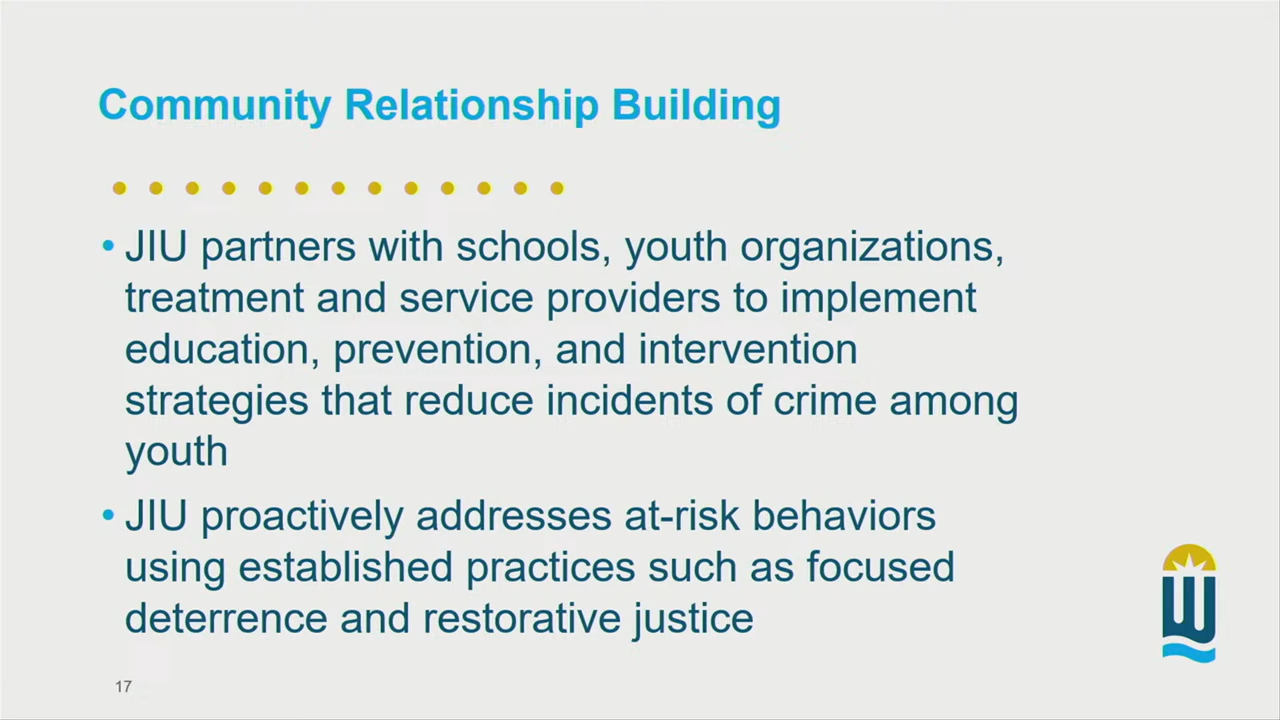 Community Relationship Building
• JIU partners with schools, youth organizations,
treatment and service providers to implement
education, prevention, and intervention
strategies that reduce incidents of crime among
youth
• JIU proactively addresses at-risk behaviors
using established practices such as focused
deterrence and restorative justice
W
17